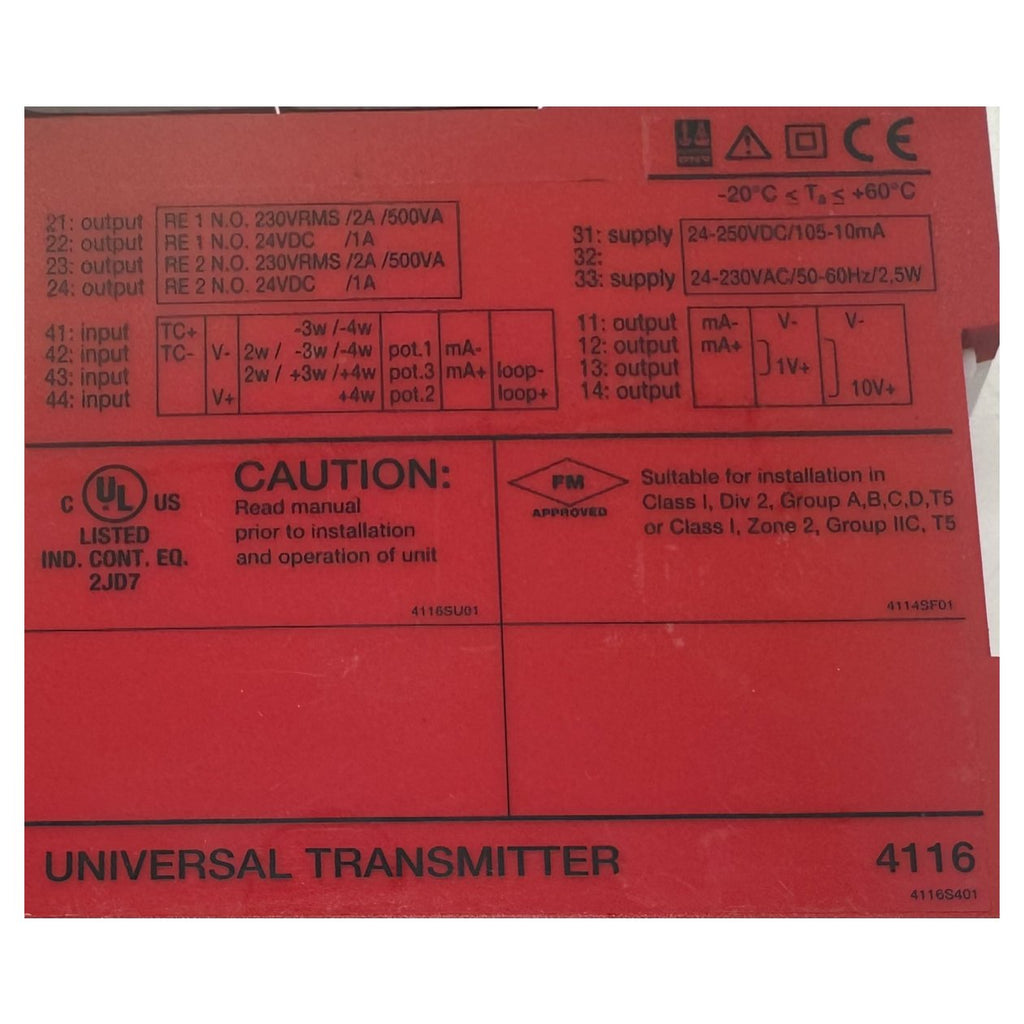 CE
-20°C ≤ Ta ≤ +60°C
21: output RE 1 N.O. 230VRMS /2A /500VA
22: output RE 1 N.O. 24VDC /1A
23: output RE 2 N.O. 230VRMS /2A /500VA
24: output RE 2 N.O. 24VDC /1A
31: supply 24-250VDC/105-10mA
32:
33: supply 24-230VAC/50-60Hz/2,5W
41: input TC+ -3w /-4w
42: input TC- V- 2w / -3w /-4w pot.1 mA-
43: input 2w / +3w /+4w pot.3 mA+ loop-
44: input V+ +4w pot.2 loop+
11: output mA- V- V-
12: output mA+
13: output 1V+
14: output 10V+
C UL US
LISTED
IND. CONT. EQ.
2JD7
CAUTION:
Read manual
prior to installation
and operation of unit
4116SU01
FM
APPROVED
Suitable for installation in
Class I, Div 2, Group A,B,C,D,T5
or Class I, Zone 2, Group IIC, T5
4114SF01
UNIVERSAL TRANSMITTER
4116
4116S401